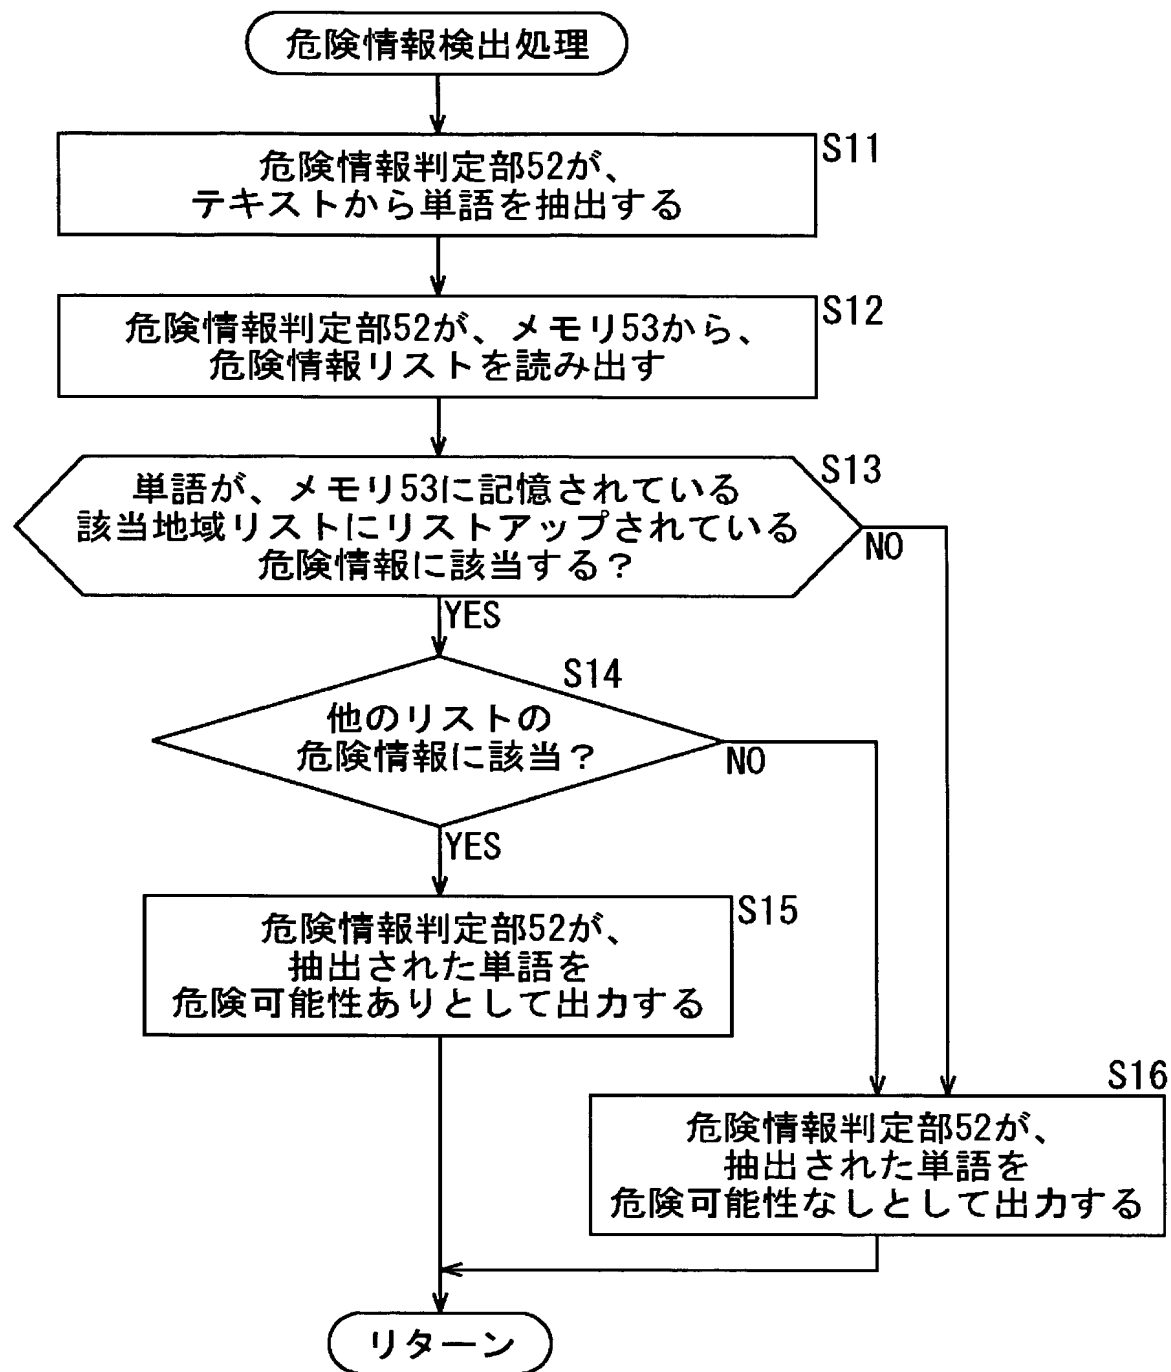 危険情報検出処理
S11
危険情報判定部52が、
テキストから単語を抽出する
S12
危険情報判定部52が、メモリ53から、
危険情報リストを読み出す
S13
単語が、メモリ53に記憶されている
該当地域リストにリストアップされている
危険情報に該当する?
NO
YES
S14
他のリストの
危険情報に該当?
NO
YES
S15
危険情報判定部52が、
抽出された単語を
危険可能性ありとして出力する
S16
危険情報判定部52が、
抽出された単語を
危険可能性なしとして出力する
リターン